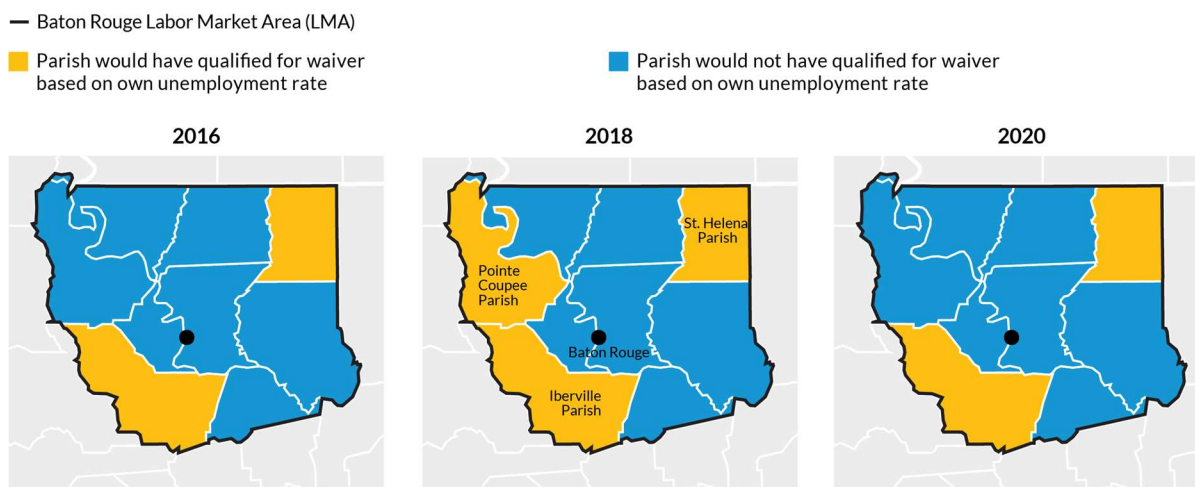 Baton Rouge Labor Market Area (LMA)
Parish would have qualified for waiver
based on own unemployment rate
Parish would not have qualified for waiver
based on own unemployment rate
2016
2018
2020
St. Helena
Parish
Pointe
Coupee
Parish
Baton Rouge
Iberville
Parish